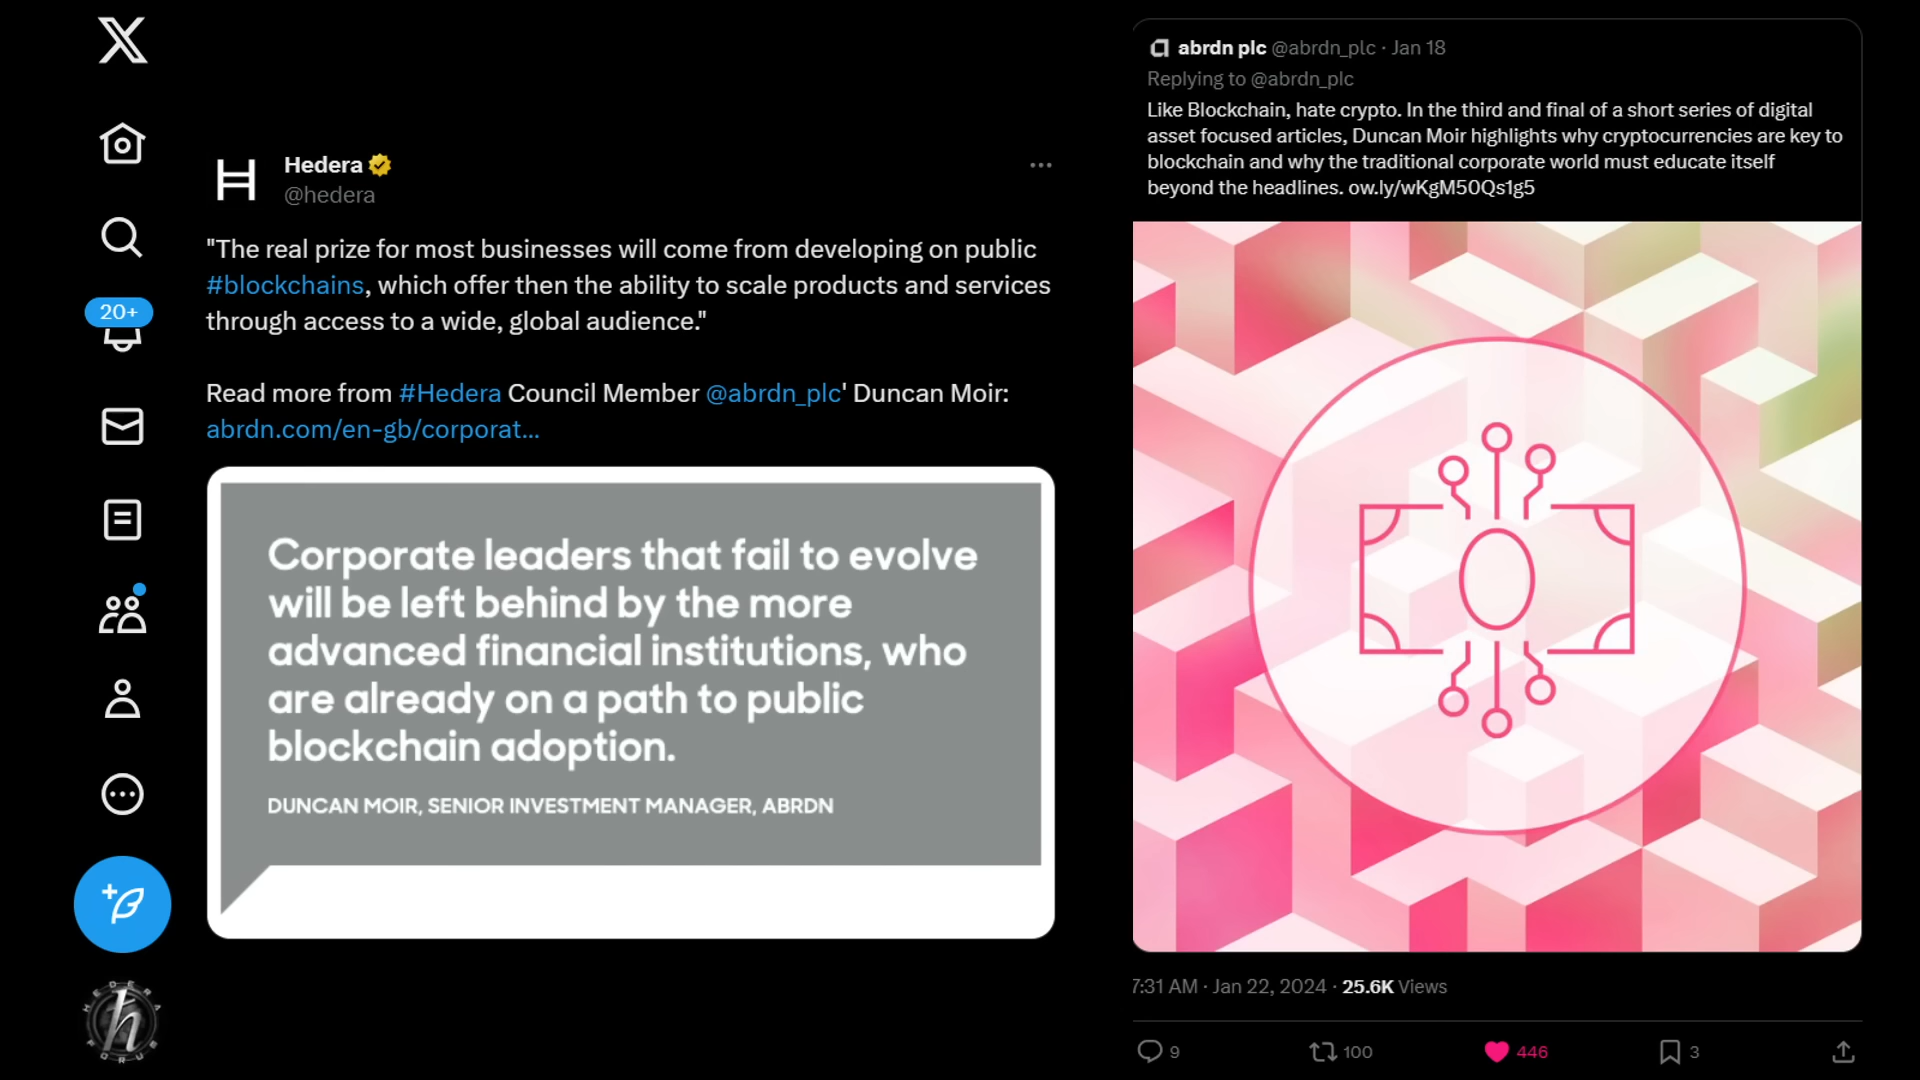 20+
Hedera
@hedera
"The real prize for most businesses will come from developing on public
#blockchains, which offer then the ability to scale products and services
through access to a wide, global audience."
Read more from #Hedera Council Member @abrdn_plc' Duncan Moir:
abrdn.com/en-gb/corporat...
Corporate leaders that fail to evolve
will be left behind by the more
advanced financial institutions, who
are already on a path to public
blockchain adoption.
DUNCAN MOIR, SENIOR INVESTMENT MANAGER, ABRDN
HEDERA
h
FORUE
abrdn plc @abrdn_plc · Jan 18
Replying to @abrdn_plc
Like Blockchain, hate crypto. In the third and final of a short series of digital
asset focused articles, Duncan Moir highlights why cryptocurrencies are key to
blockchain and why the traditional corporate world must educate itself
beyond the headlines. ow.ly/wKgM50Qs1g5
7:31 AM · Jan 22, 2024 · 25.6K Views
9 100 446 3